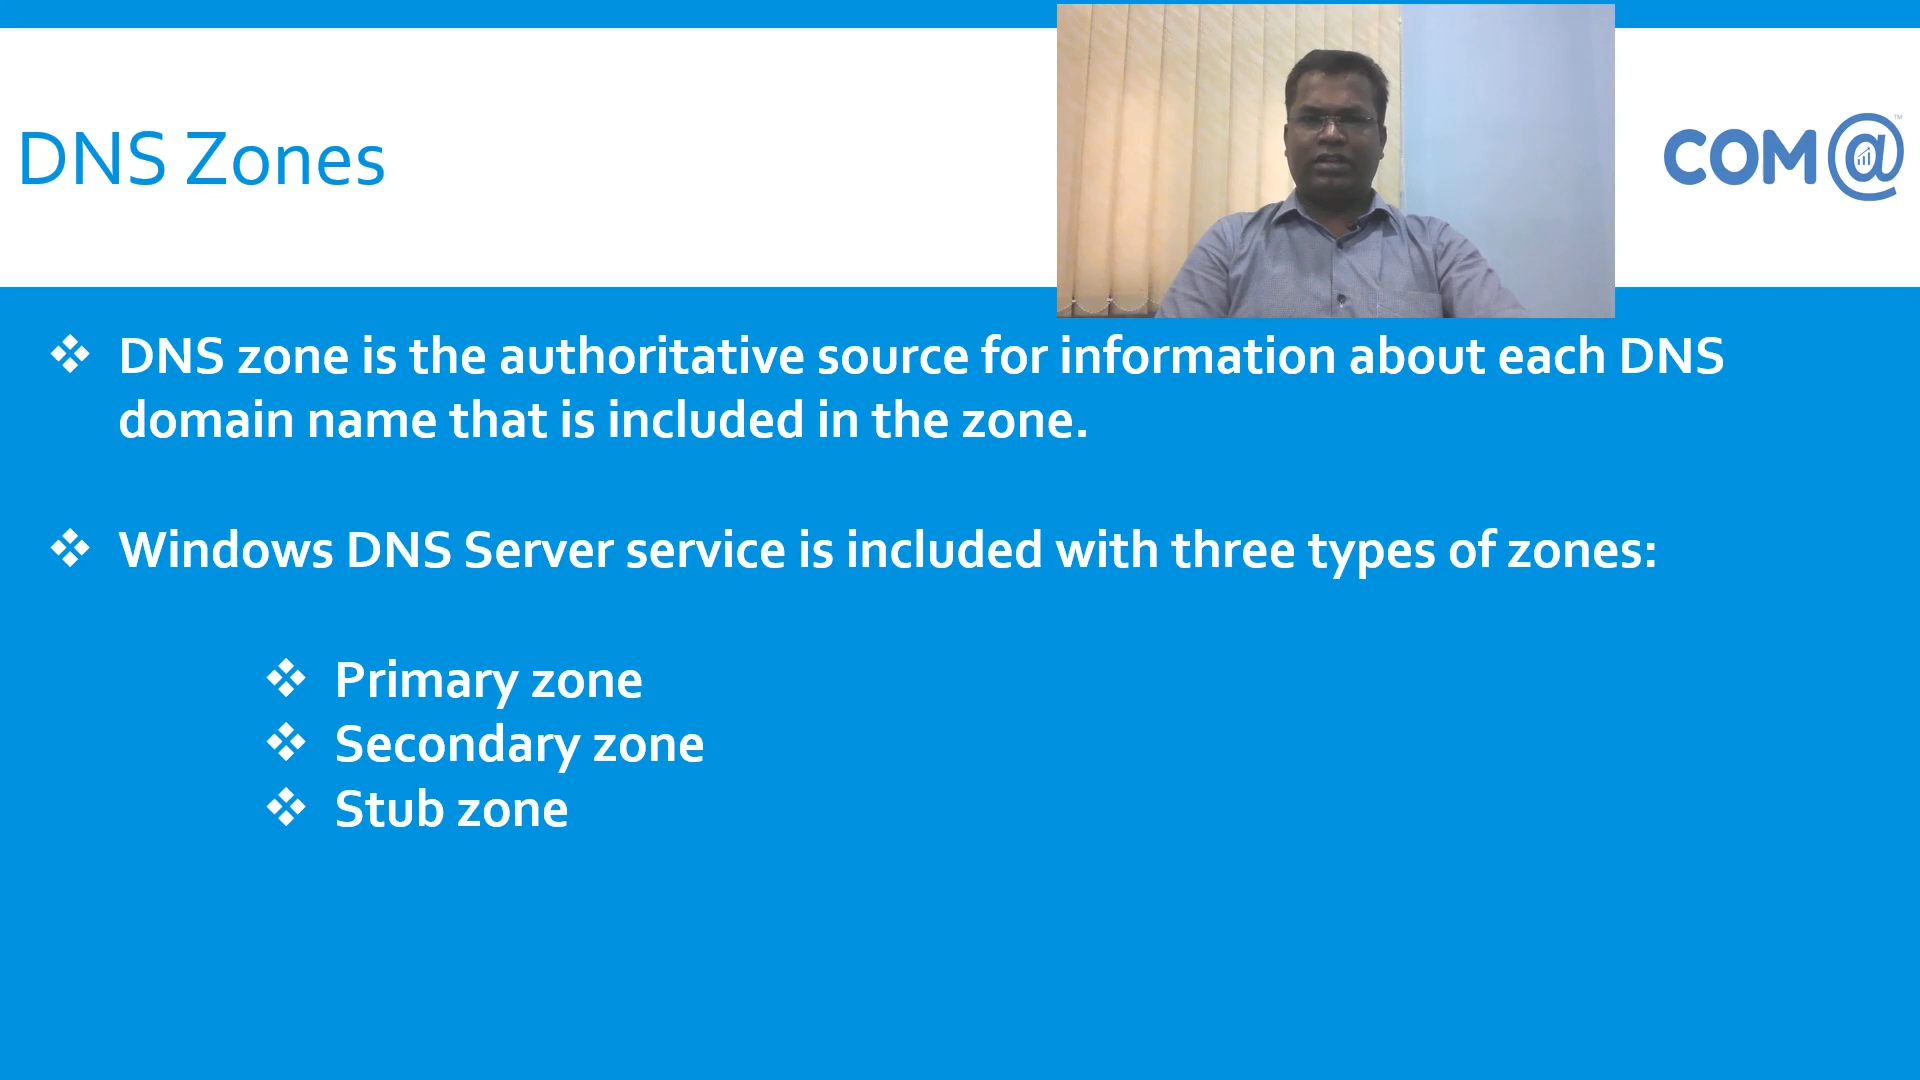 DNS Zones
COM@
TM
❖ DNS zone is the authoritative source for information about each DNS
domain name that is included in the zone.
❖ Windows DNS Server service is included with three types of zones:
❖ Primary zone
❖ Secondary zone
❖ Stub zone